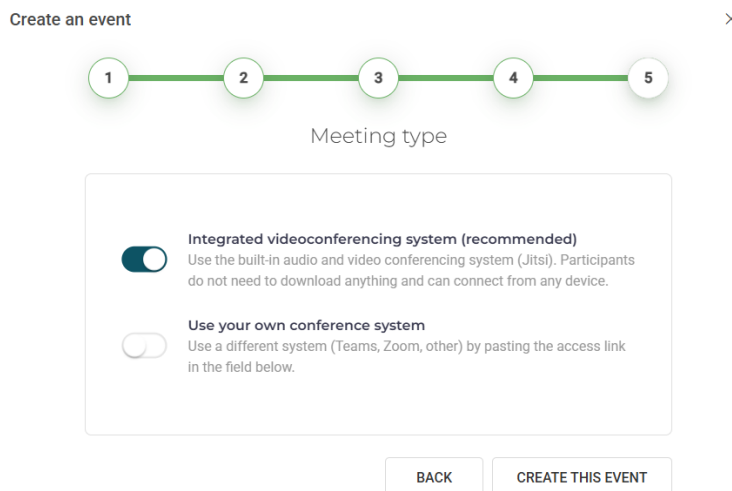 Create an event
1 2 3 4 5
Meeting type
Integrated videoconferencing system (recommended)
Use the built-in audio and video conferencing system (Jitsi). Participants
do not need to download anything and can connect from any device.
Use your own conference system
Use a different system (Teams, Zoom, other) by pasting the access link
in the field below.
BACK CREATE THIS EVENT